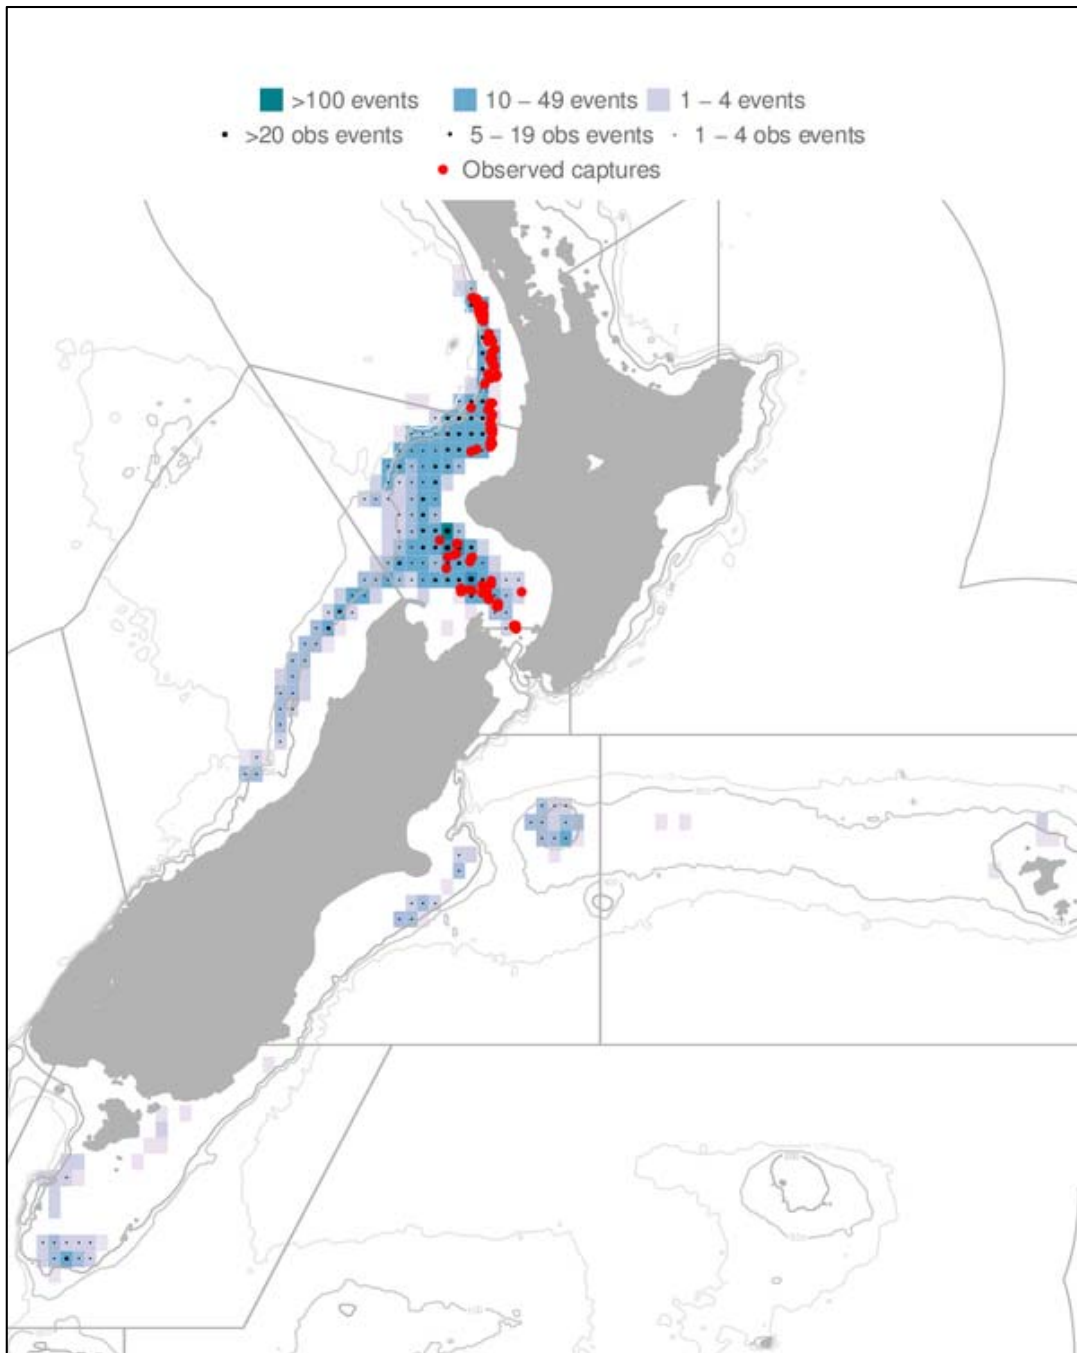 >100 events 10 – 49 events 1 – 4 events
>20 obs events 5 – 19 obs events 1 – 4 obs events
Observed captures